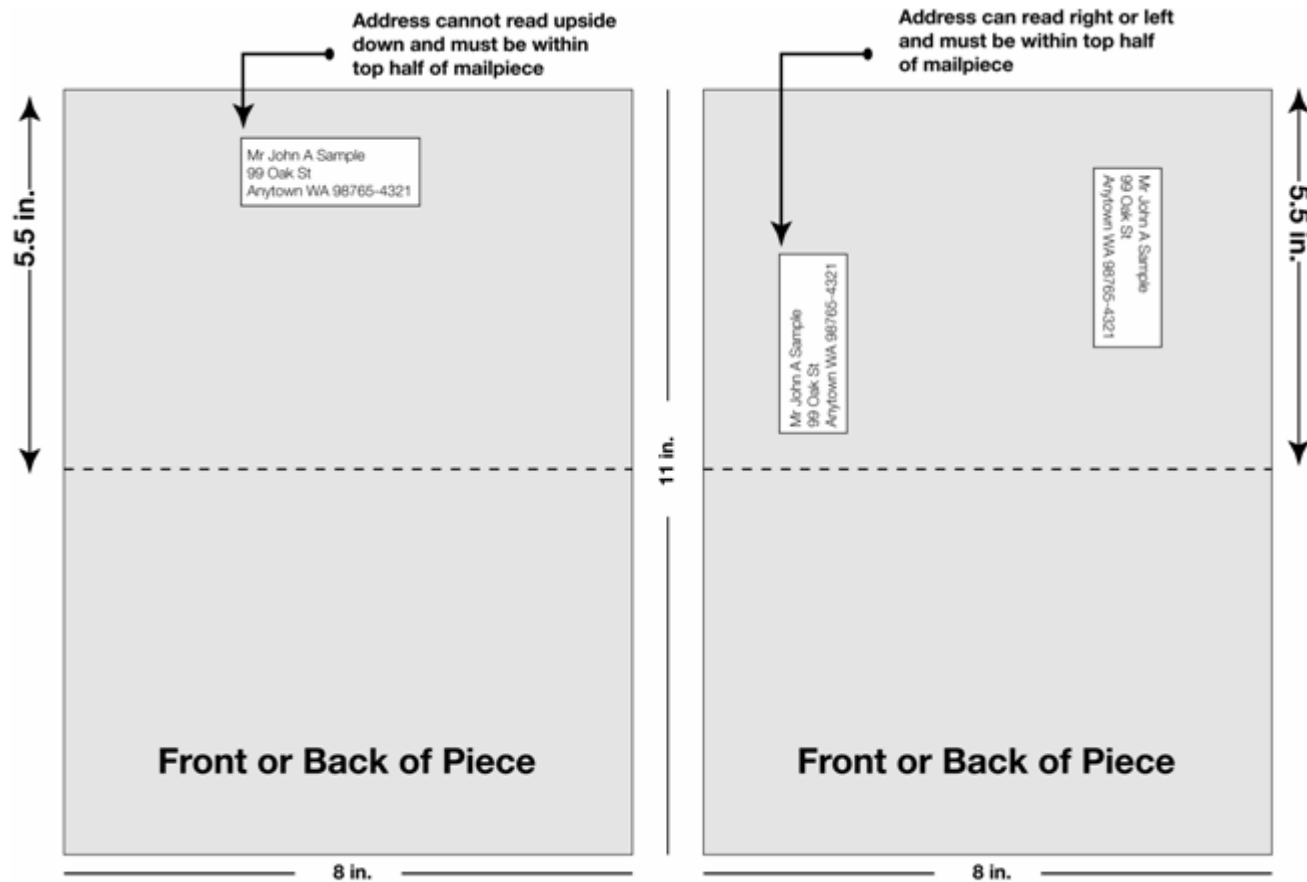 Address cannot read upside
down and must be within
top half of mailpiece
Mr John A Sample
99 Oak St
Anytown WA 98765-4321
5.5 in.
Front or Back of Piece
8 in.
11 in.
Address can read right or left
and must be within top half
of mailpiece
Mr John A Sample
99 Oak St
Anytown WA 98765-4321
Mr John A Sample
99 Oak St
Anytown WA 98765-4321
5.5 in.
Front or Back of Piece
8 in.